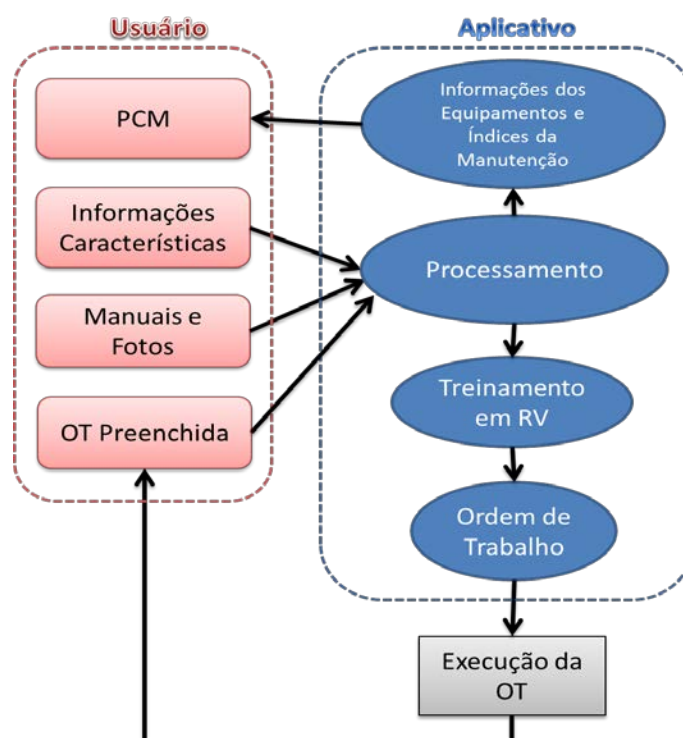 Usuário
Aplicativo
PCM
Informações
Características
Manuais e
Fotos
OT Preenchida
Informações dos
Equipamentos e
Índices da
Manutenção
Processamento
Treinamento
em RV
Ordem de
Trabalho
Execução da
OT